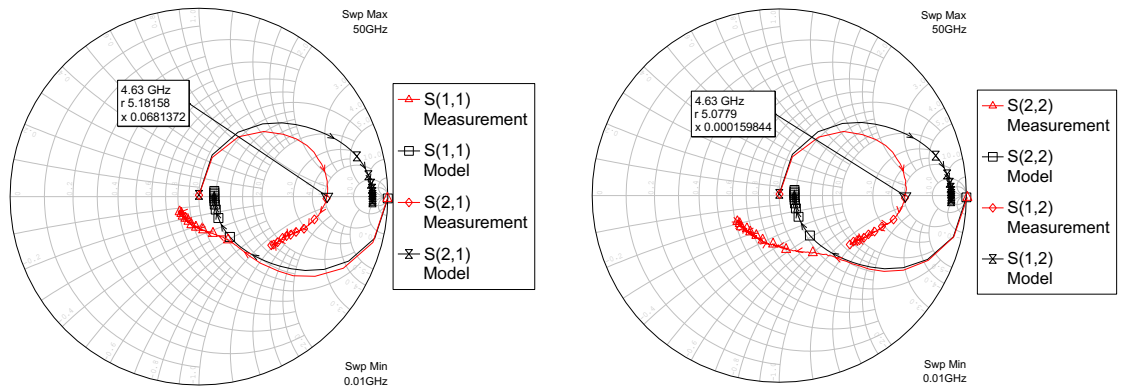 Swp Max
50GHz
4.63 GHz
r 5.18158
x 0.0681372
S(1,1)
Measurement
S(1,1)
Model
S(2,1)
Measurement
S(2,1)
Model
Swp Min
0.01GHz
Swp Max
50GHz
4.63 GHz
r 5.0779
x 0.000159844
S(2,2)
Measurement
S(2,2)
Model
S(1,2)
Measurement
S(1,2)
Model
Swp Min
0.01GHz